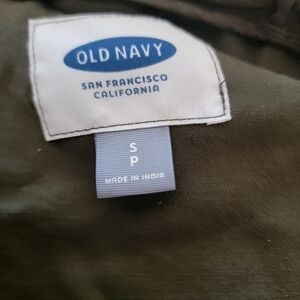 OLD NAVY
SAN FRANCISCO
CALIFORNIA
S
P
MADE IN INDIA